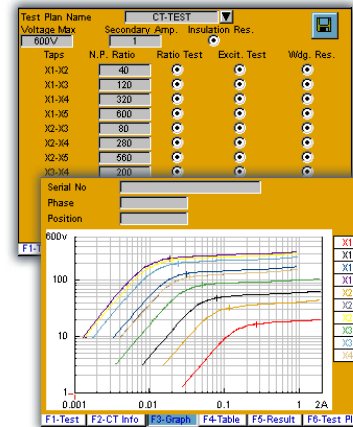 Test Plan Name CT-TEST
Voltage Max Secondary Amp. Insulation Res.
600V 1
Taps N.P. Ratio Ratio Test Excit. Test Wdg. Res.
X1-X2 40
X1-X3 120
X1-X4 320
X1-X5 600
X2-X3 80
X2-X4 280
X2-X5 560
X3-X4 200
Serial No
Phase
Position
600v
100
10
1
0.001 0.01 0.1 1 2A
X1
X1
X1
X1
X2
X2
X2
X3
X3
X4
F1-Test F2-CT Info F3-Graph F4-Table F5-Result F6-Test Pl